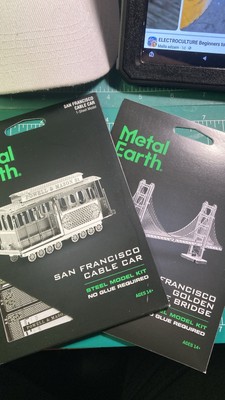 ELECTROCULTURE Beginners to
SAN FRANCISCO
CABLE CAR
Metal
Earth
SAN FRANCISCO
CABLE CAR
STEEL MODEL KIT
NO GLUE REQUIRED
AGES 14+
Metal
Earth
FRANCISCO
GOLDEN
BRIDGE
MODEL KIT
REQUIRED
AGES 14+